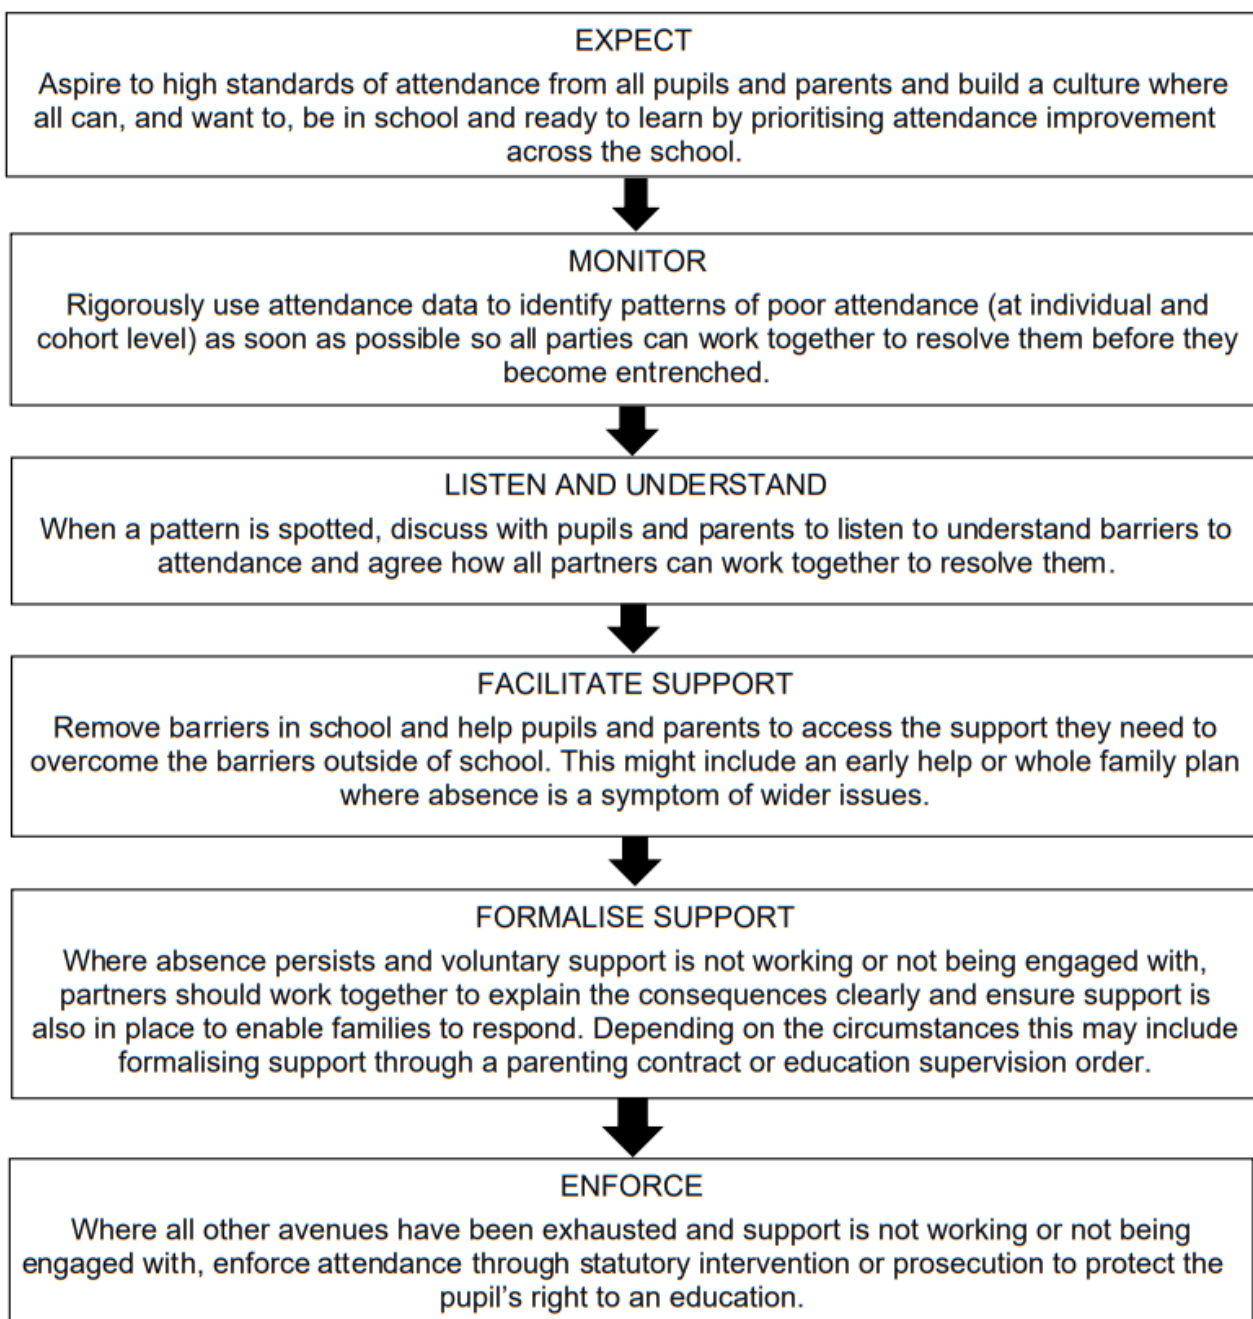 EXPECT
Aspire to high standards of attendance from all pupils and parents and build a culture where
all can, and want to, be in school and ready to learn by prioritising attendance improvement
across the school.
MONITOR
Rigorously use attendance data to identify patterns of poor attendance (at individual and
cohort level) as soon as possible so all parties can work together to resolve them before they
become entrenched.
LISTEN AND UNDERSTAND
When a pattern is spotted, discuss with pupils and parents to listen to understand barriers to
attendance and agree how all partners can work together to resolve them.
FACILITATE SUPPORT
Remove barriers in school and help pupils and parents to access the support they need to
overcome the barriers outside of school. This might include an early help or whole family plan
where absence is a symptom of wider issues.
FORMALISE SUPPORT
Where absence persists and voluntary support is not working or not being engaged with,
partners should work together to explain the consequences clearly and ensure support is
also in place to enable families to respond. Depending on the circumstances this may include
formalising support through a parenting contract or education supervision order.
ENFORCE
Where all other avenues have been exhausted and support is not working or not being
engaged with, enforce attendance through statutory intervention or prosecution to protect the
pupil's right to an education.